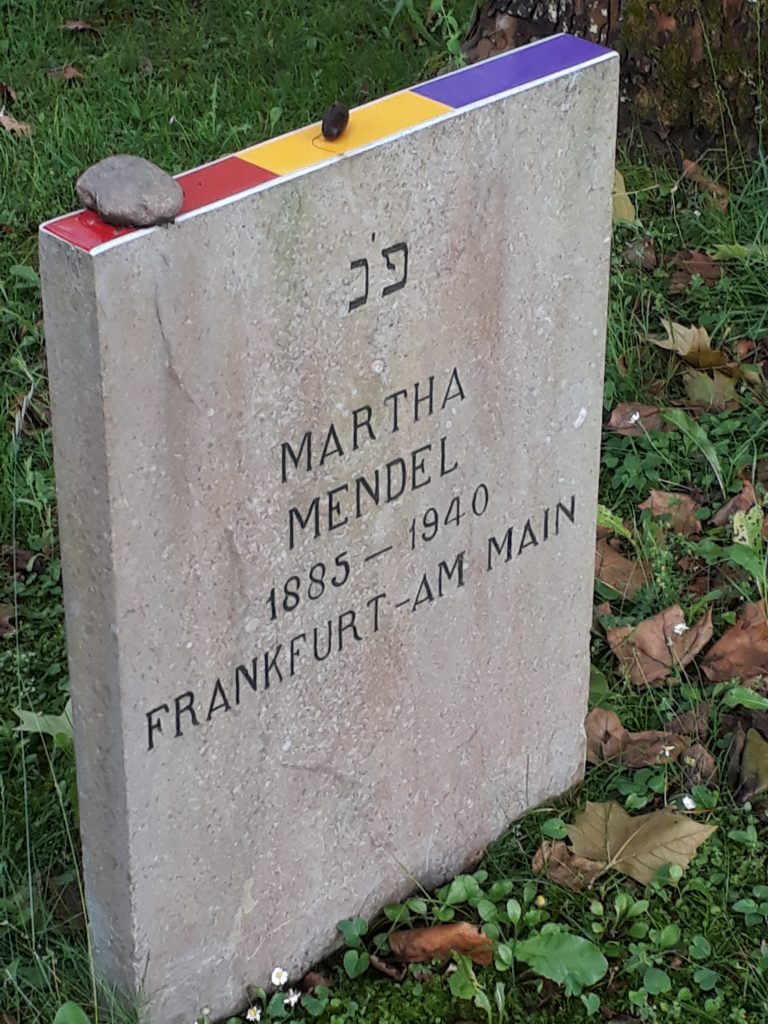 פ'נ
MARTHA
MENDEL
1885-1940
FRANKFURT-AM MAIN